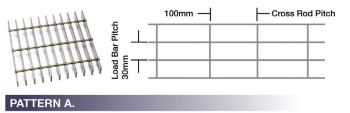 100mm
Cross Rod Pitch
Load Bar Pitch
30mm
PATTERN A.